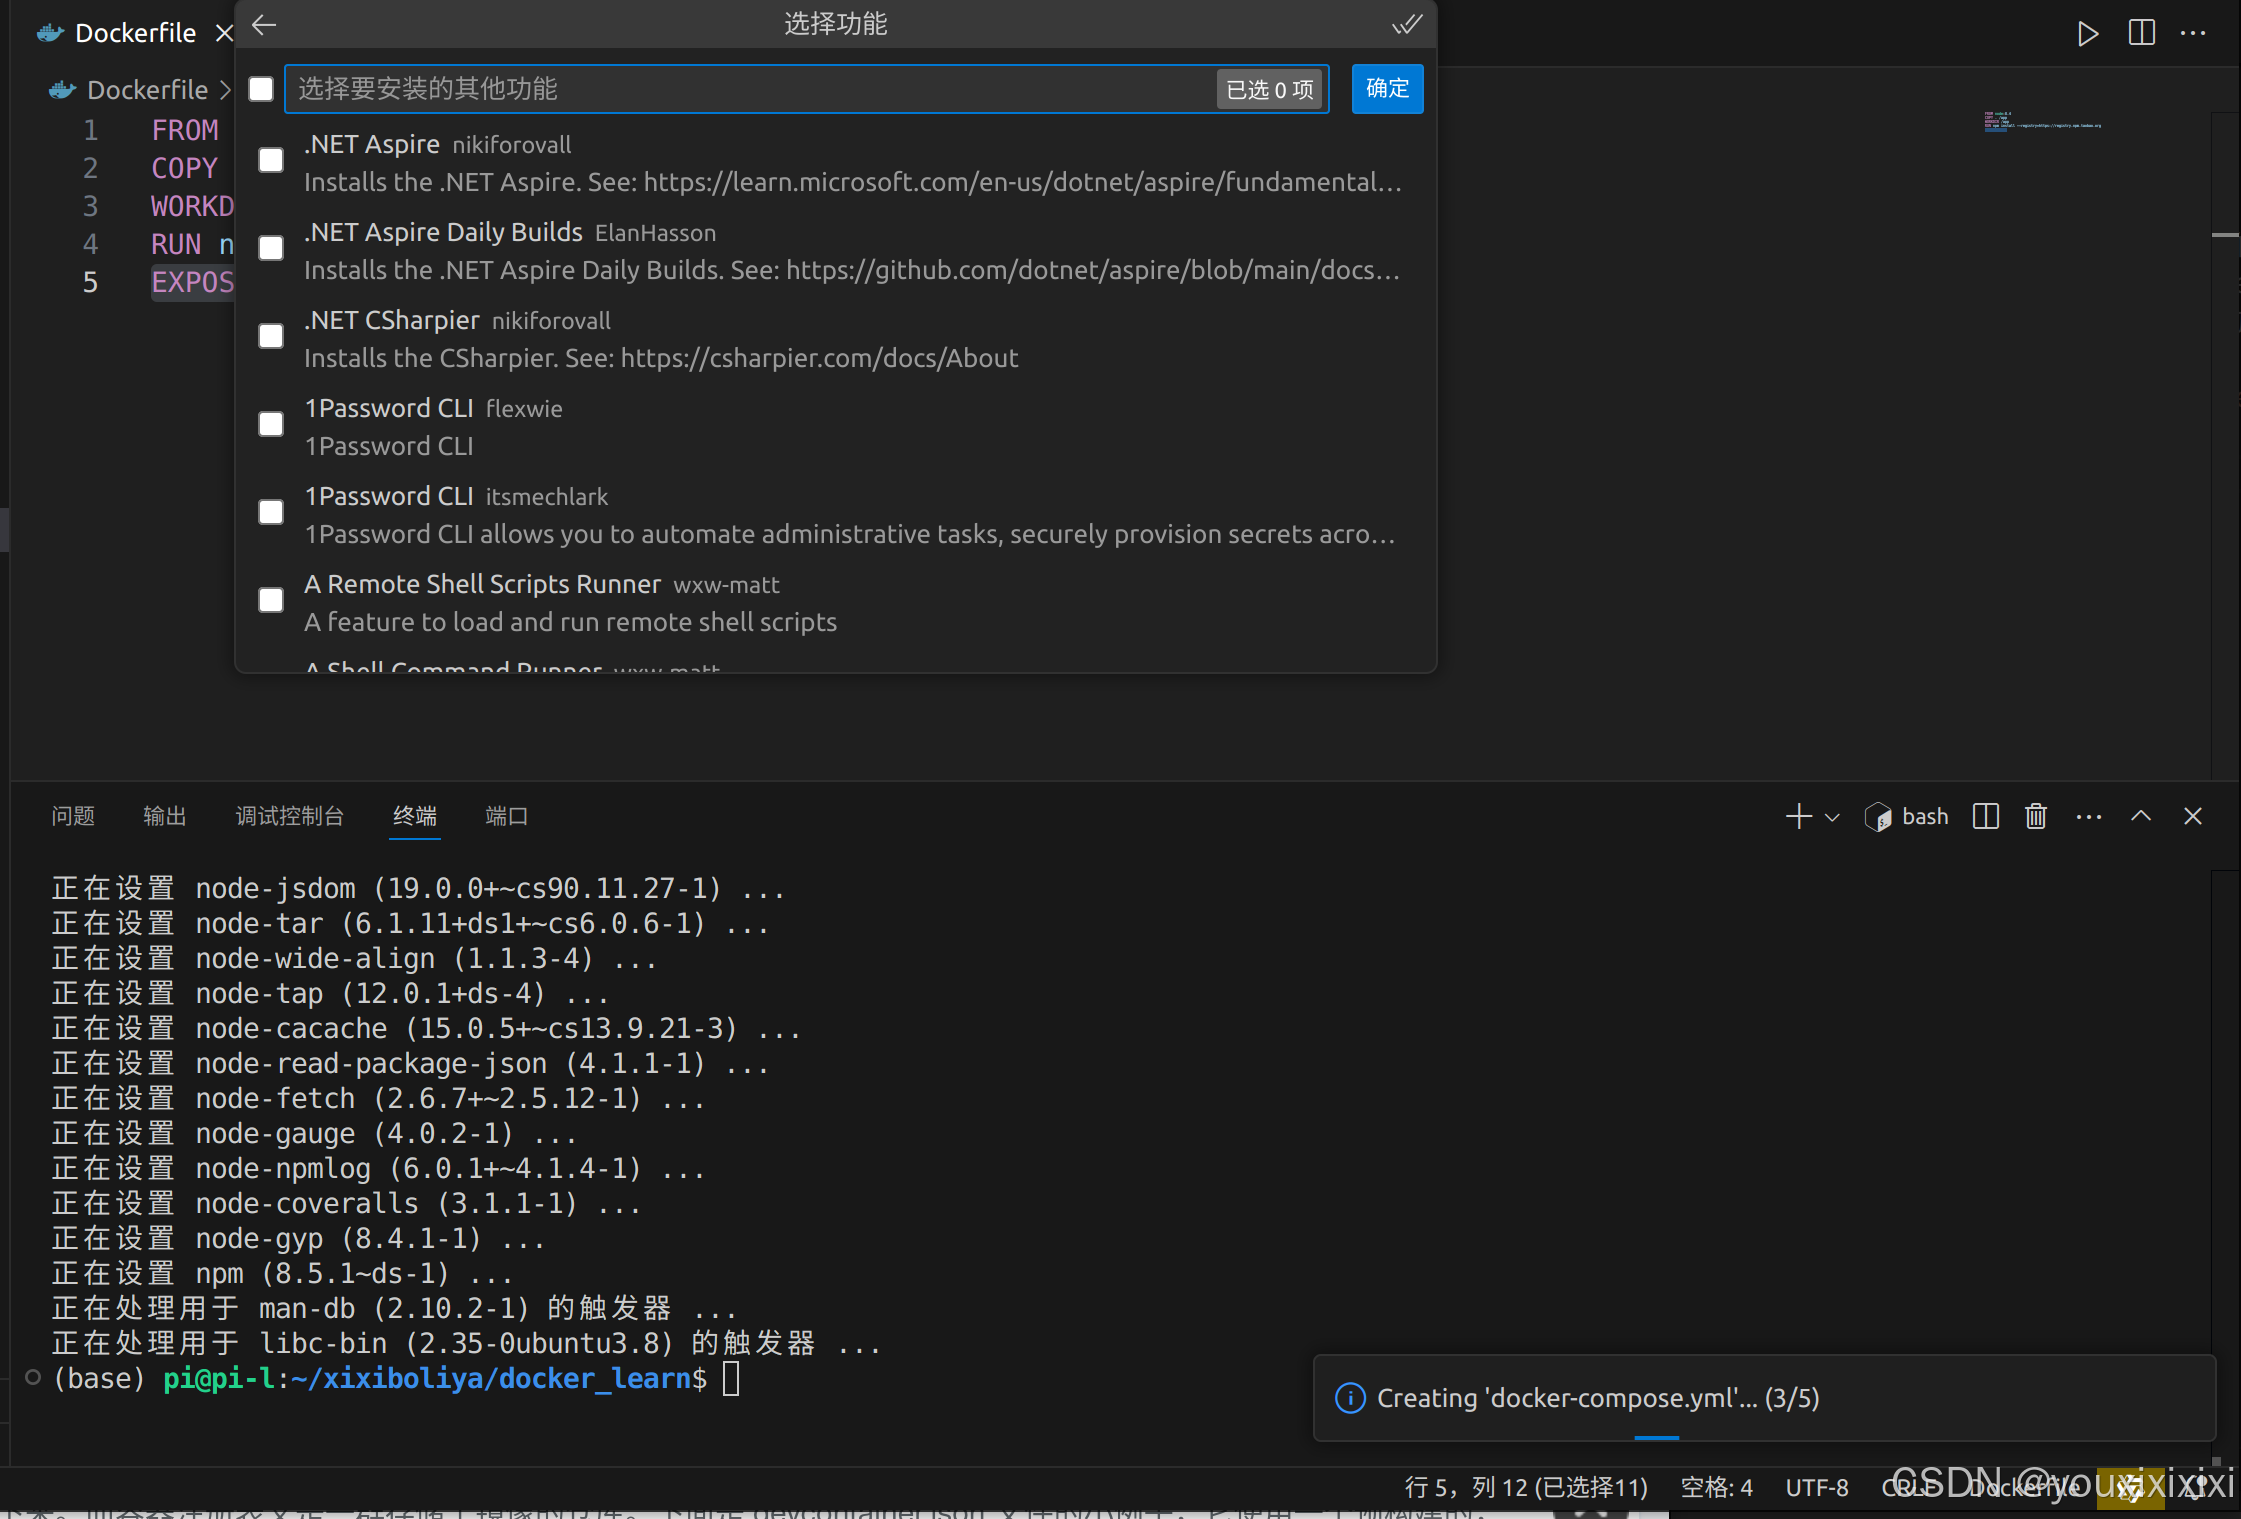 Dockerfile
选择功能
Dockerfile
选择要安装的其他功能
已选 0 项
确定
1 FROM
2 COPY
3 WORKD
4 RUN n
5 EXPOS
.NET Aspire nikiforovall
Installs the .NET Aspire. See: https://learn.microsoft.com/en-us/dotnet/aspire/fundamental…
.NET Aspire Daily Builds ElanHasson
Installs the .NET Aspire Daily Builds. See: https://github.com/dotnet/aspire/blob/main/docs…
.NET CSharpier nikiforovall
Installs the CSharpier. See: https://csharpier.com/docs/About
1Password CLI flexwie
1Password CLI
1Password CLI itsmechlark
1Password CLI allows you to automate administrative tasks, securely provision secrets acro…
A Remote Shell Scripts Runner wxw-matt
A feature to load and run remote shell scripts
A Shell Command Runner wxw-matt
问题 输出 调试控制台 终端 端口
bash
正在设置 node-jsdom (19.0.0+~cs90.11.27-1) ...
正在设置 node-tar (6.1.11+ds1+~cs6.0.6-1) ...
正在设置 node-wide-align (1.1.3-4) ...
正在设置 node-tap (12.0.1+ds-4) ...
正在设置 node-cacache (15.0.5+~cs13.9.21-3) ...
正在设置 node-read-package-json (4.1.1-1) ...
正在设置 node-fetch (2.6.7+~2.5.12-1) ...
正在设置 node-gauge (4.0.2-1) ...
正在设置 node-npmlog (6.0.1+~4.1.4-1) ...
正在设置 node-coveralls (3.1.1-1) ...
正在设置 node-gyp (8.4.1-1) ...
正在设置 npm (8.5.1~ds-1) ...
正在处理用于 man-db (2.10.2-1) 的触发器 ...
正在处理用于 libc-bin (2.35-0ubuntu3.8) 的触发器 ...
(base) pi@pi-l:~/xixiboliya/docker_learn$
Creating 'docker-compose.yml'... (3/5)
行 5，列 12 (已选择11) 空格: 4 UTF-8 CRLF Dockerfile
CSDN @youxixixixi